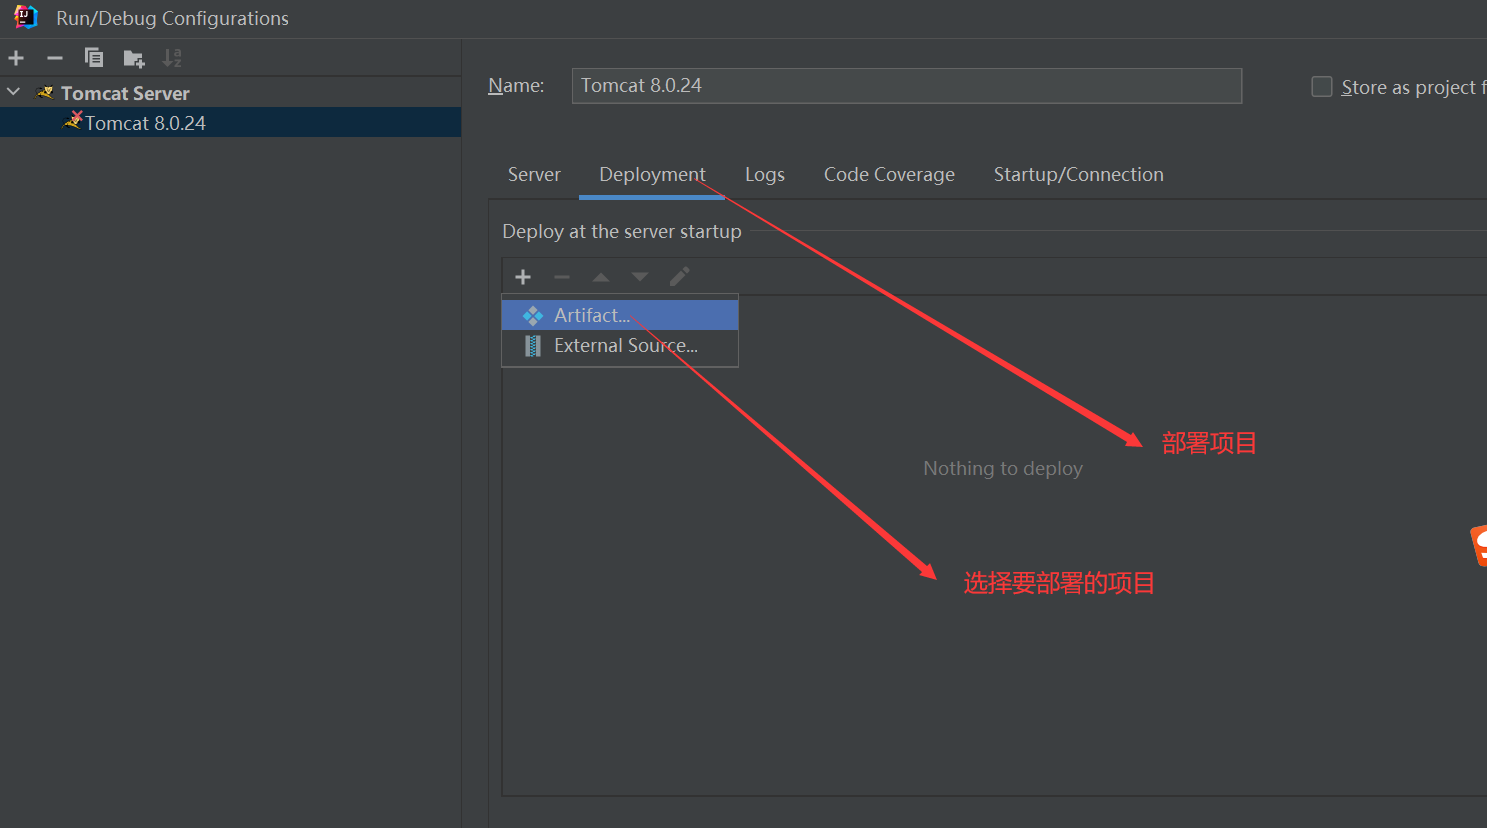 Run/Debug Configurations
Tomcat Server
Tomcat 8.0.24
Name: Tomcat 8.0.24 Store as project f
Server Deployment Logs Code Coverage Startup/Connection
Deploy at the server startup
Artifact...
External Source...
部署项目
Nothing to deploy
选择要部署的项目